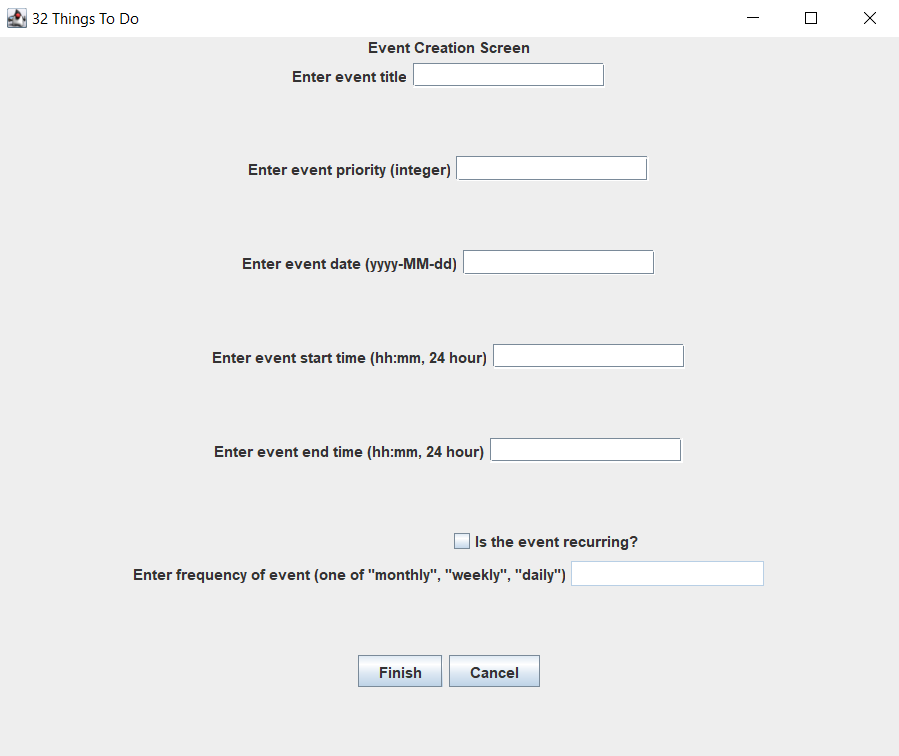 32 Things To Do
Event Creation Screen
Enter event title
Enter event priority (integer)
Enter event date (yyyy-MM-dd)
Enter event start time (hh:mm, 24 hour)
Enter event end time (hh:mm, 24 hour)
Is the event recurring?
Enter frequency of event (one of "monthly", "weekly", "daily")
Finish Cancel